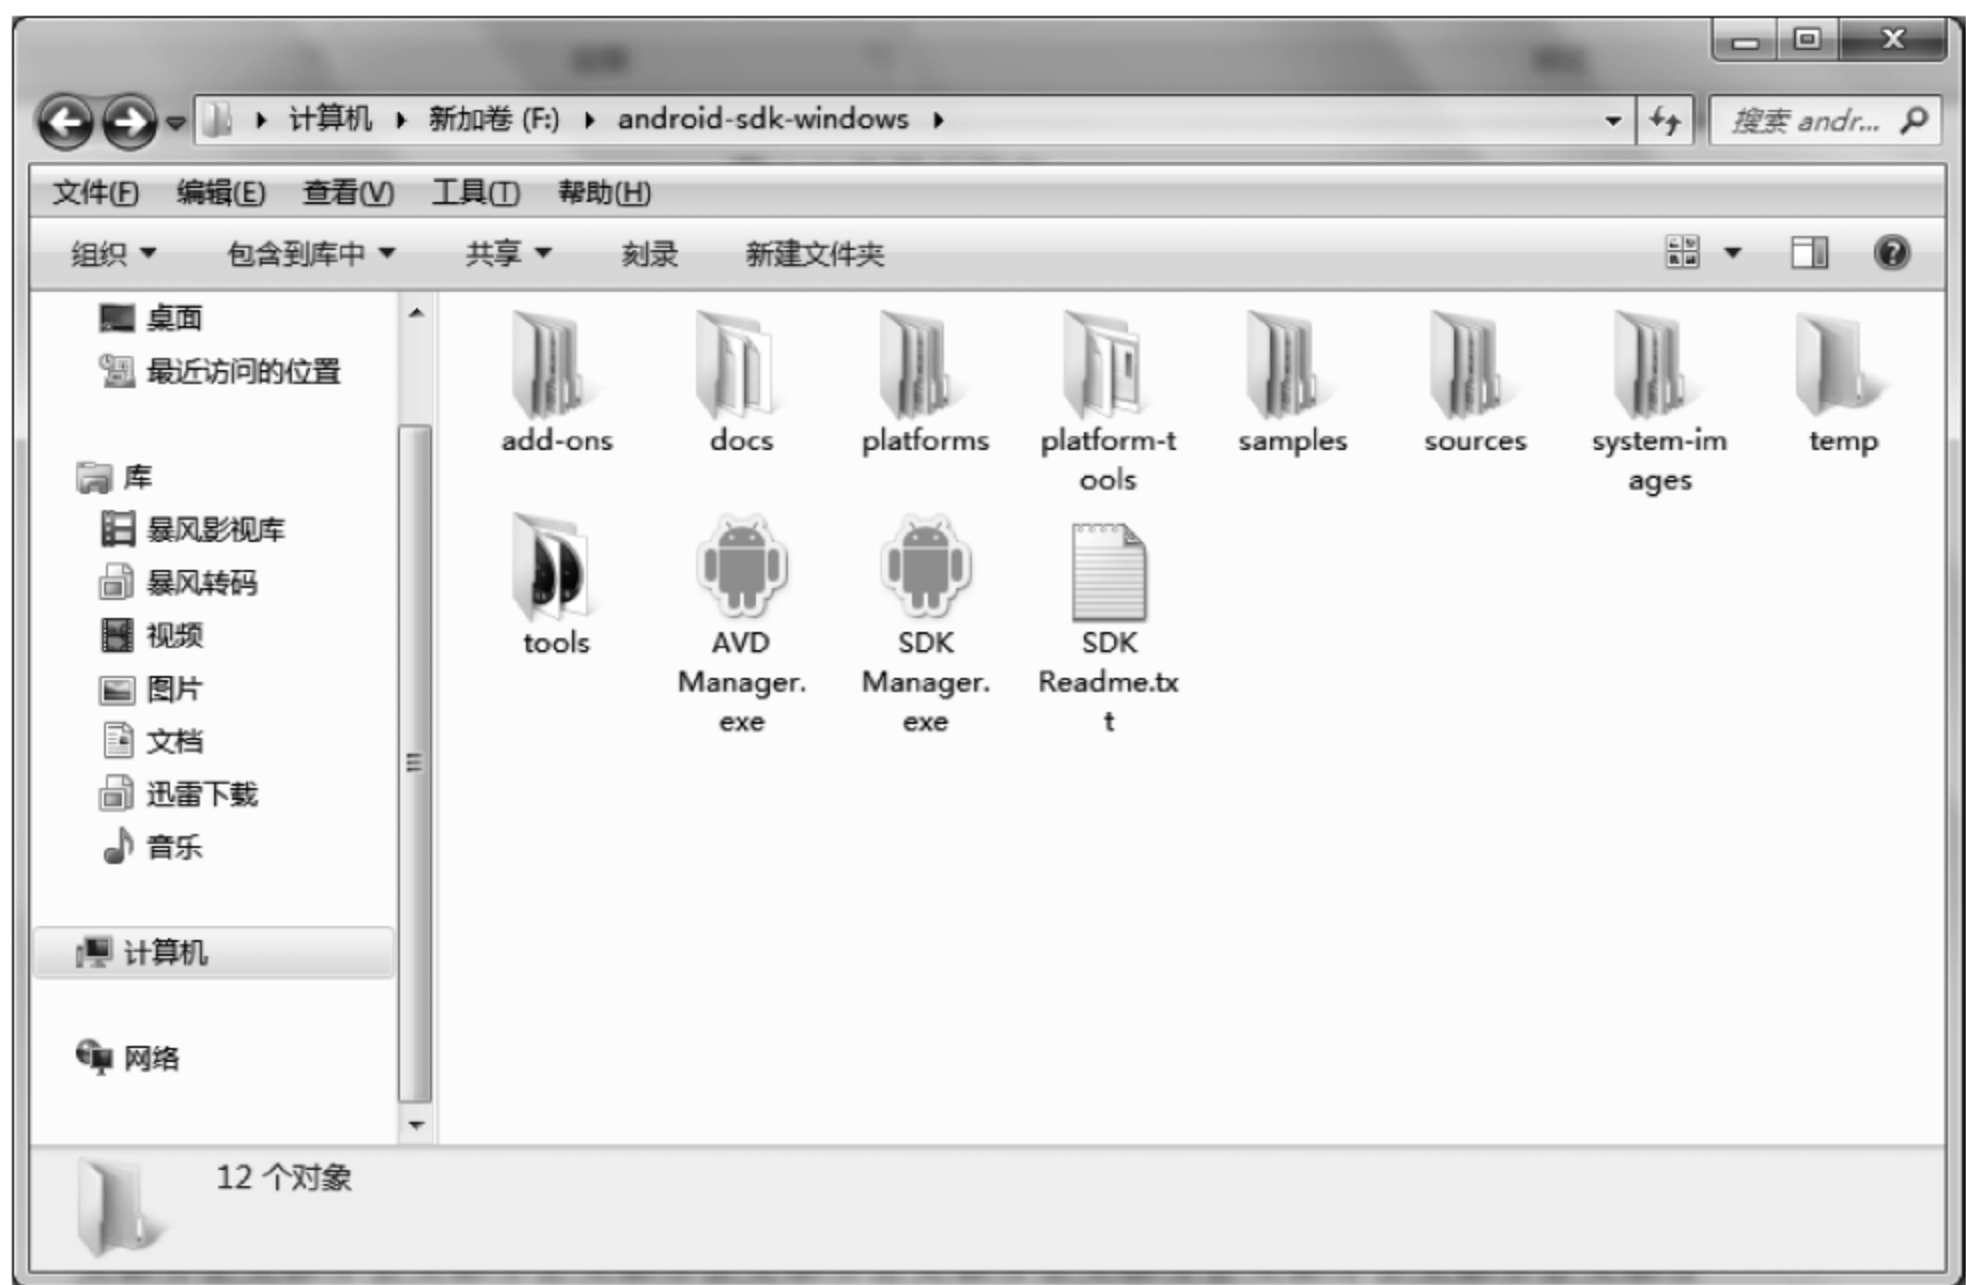 计算机 新加卷 (F:) android-sdk-windows 搜索 andr...
文件(F) 编辑(E) 查看(V) 工具(T) 帮助(H)
组织 包含到库中 共享 刻录 新建文件夹
桌面
最近访问的位置
库
暴风影视库
暴风转码
视频
图片
文档
迅雷下载
音乐
计算机
网络
add-ons docs platforms platform-t samples sources system-im temp
ools ages
tools AVD SDK SDK
Manager. Manager. Readme.tx
exe exe t
12 个对象